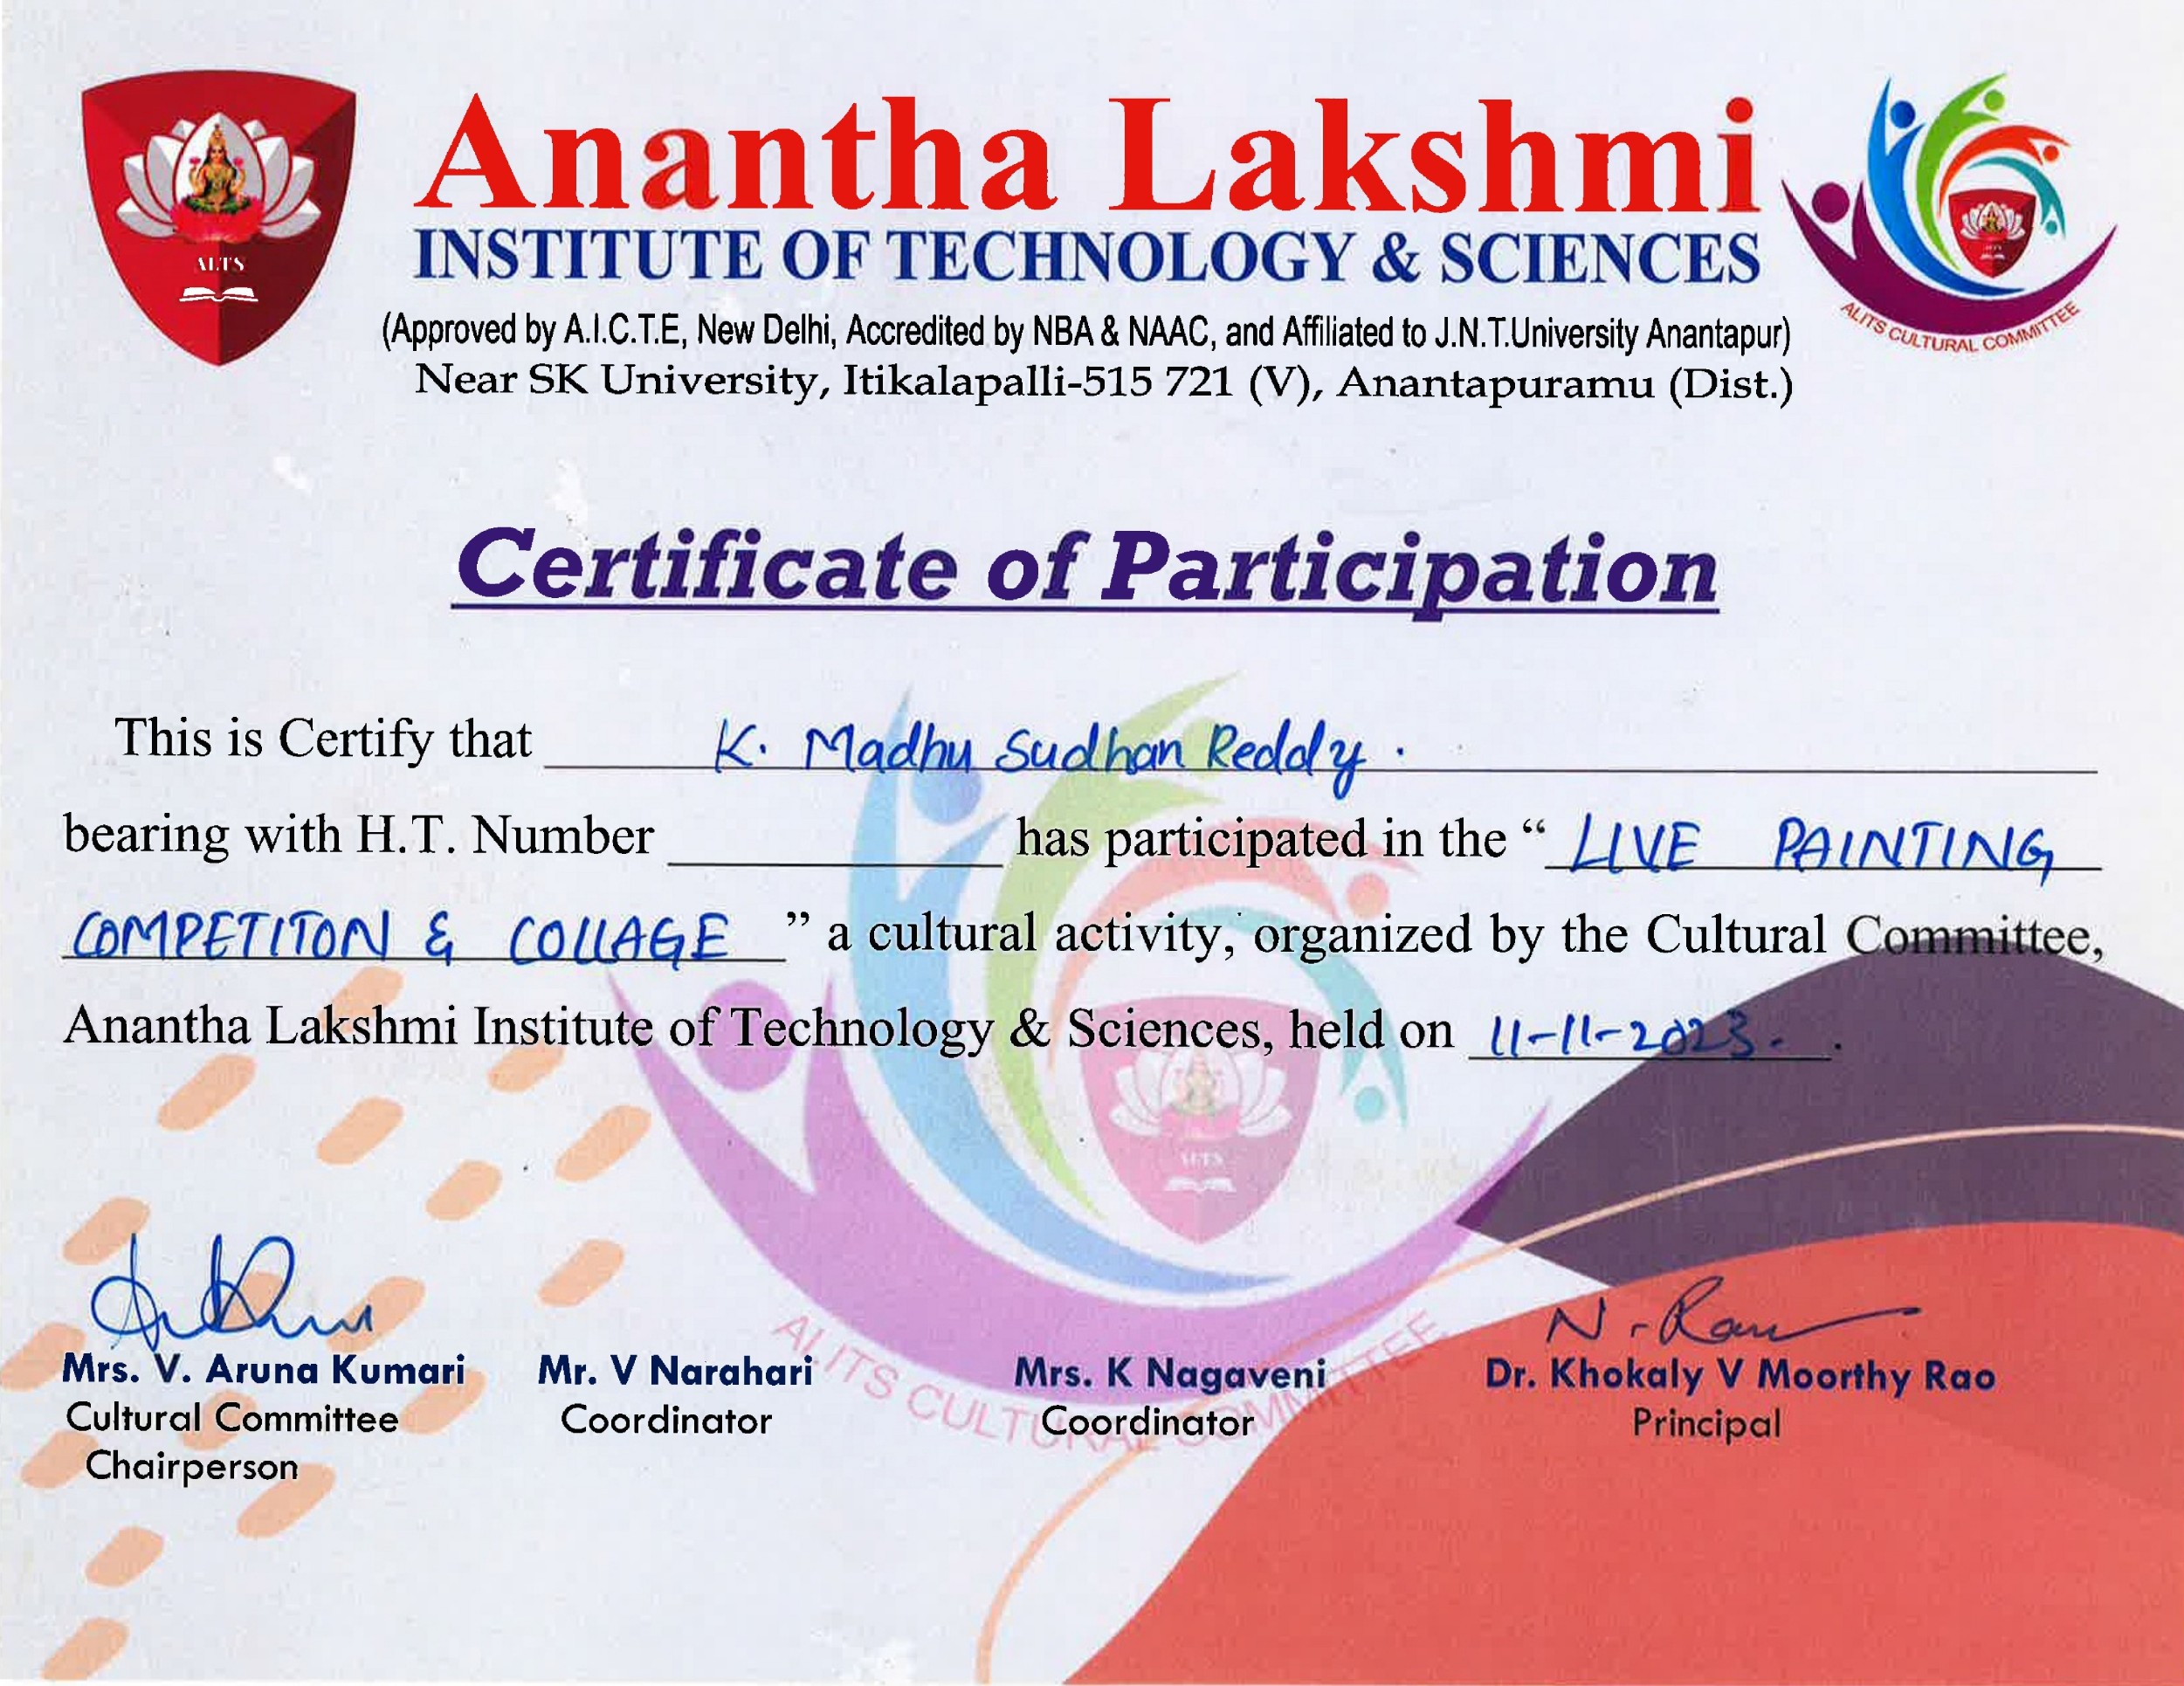 ALTS
Anantha Lakshmi
INSTITUTE OF TECHNOLOGY & SCIENCES
(Approved by A.I.C.T.E, New Delhi, Accredited by NBA & NAAC, and Affiliated to J.N.T.University Anantapur)
Near SK University, Itikalapalli-515 721 (V), Anantapuramu (Dist.)
ALITS CULTURAL COMMITTEE
Certificate of Participation
This is Certify that K. Madhu Sudhan Reddy.
bearing with H.T. Number has participated in the “ LIVE PAINTING
COMPETITON & COLLAGE ” a cultural activity, organized by the Cultural Committee,
Anantha Lakshmi Institute of Technology & Sciences, held on 11-11-2023. .
ALTS
ALITS CULTURAL COMMITTEE
N. Rao
Mrs. V. Aruna Kumari Mr. V Narahari Mrs. K Nagaveni Dr. Khokaly V Moorthy Rao
Cultural Committee Coordinator Coordinator Principal
Chairperson